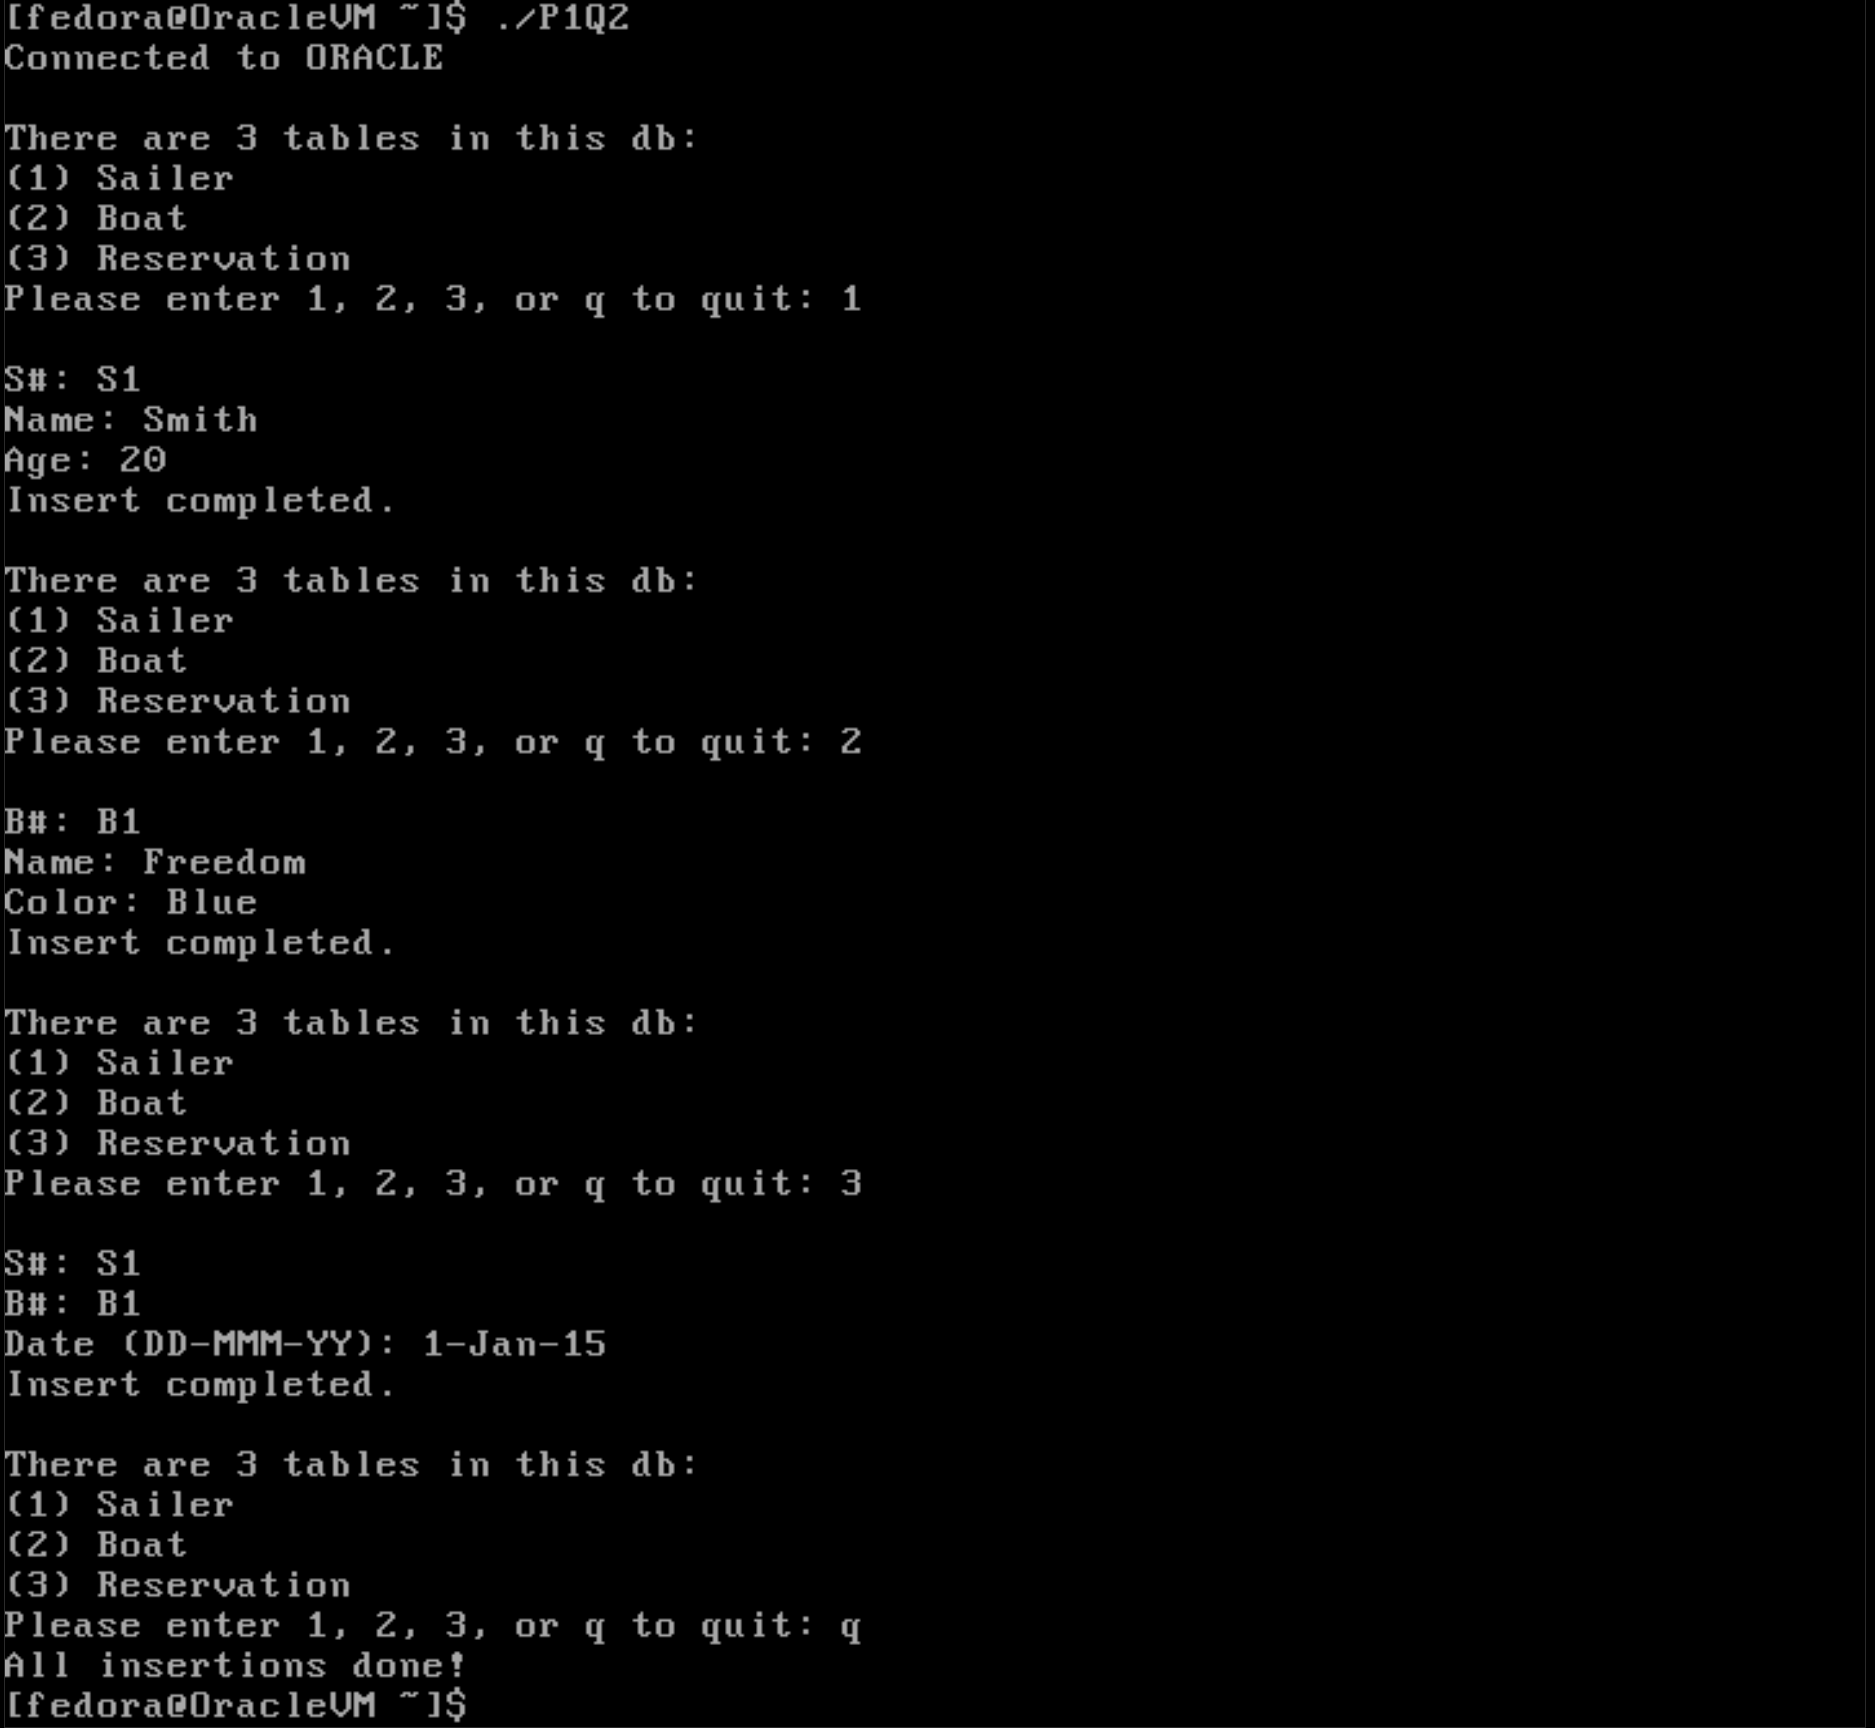 [fedora@OracleVM ~]$ ./P1Q2
Connected to ORACLE
There are 3 tables in this db:
(1) Sailer
(2) Boat
(3) Reservation
Please enter 1, 2, 3, or q to quit: 1
S#: S1
Name: Smith
Age: 20
Insert completed.
There are 3 tables in this db:
(1) Sailer
(2) Boat
(3) Reservation
Please enter 1, 2, 3, or q to quit: 2
B#: B1
Name: Freedom
Color: Blue
Insert completed.
There are 3 tables in this db:
(1) Sailer
(2) Boat
(3) Reservation
Please enter 1, 2, 3, or q to quit: 3
S#: S1
B#: B1
Date (DD-MMM-YY): 1-Jan-15
Insert completed.
There are 3 tables in this db:
(1) Sailer
(2) Boat
(3) Reservation
Please enter 1, 2, 3, or q to quit: q
All insertions done!
[fedora@OracleVM ~]$